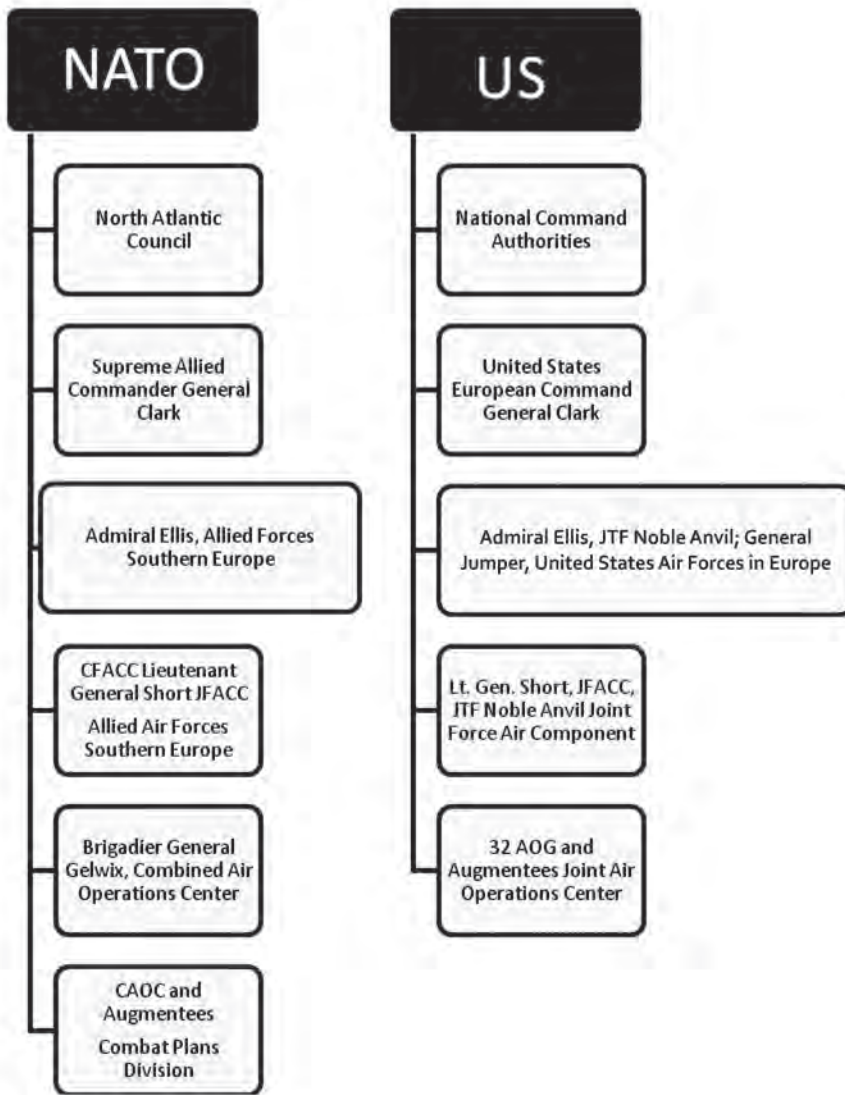 NATO
North Atlantic
Council
Supreme Allied
Commander General
Clark
Admiral Ellis, Allied Forces
Southern Europe
CFACC Lieutenant
General Short JFACC
Allied Air Forces
Southern Europe
Brigadier General
Gelwix, Combined Air
Operations Center
CAOC and
Augmentees
Combat Plans
Division
US
National Command
Authorities
United States
European Command
General Clark
Admiral Ellis, JTF Noble Anvil; General
Jumper, United States Air Forces in Europe
Lt. Gen. Short, JFACC,
JTF Noble Anvil Joint
Force Air Component
32 AOG and
Augmentees Joint Air
Operations Center